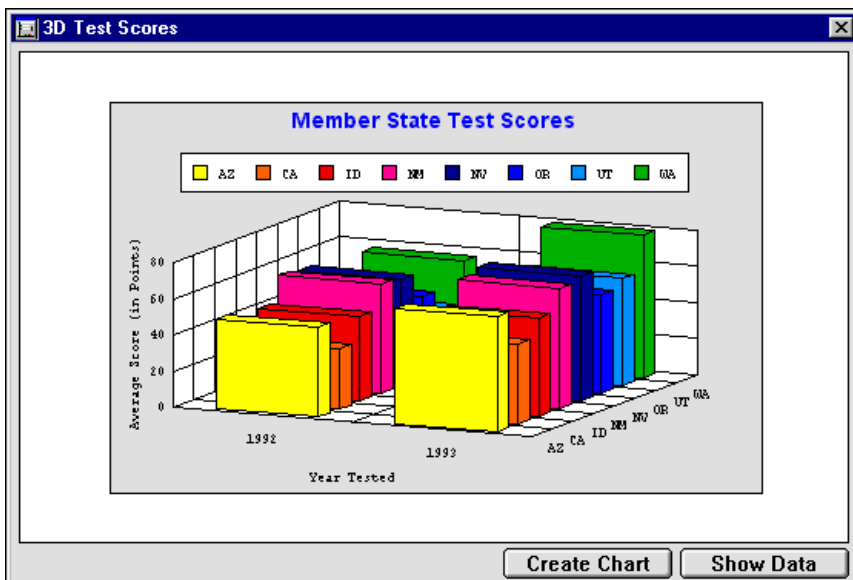 3D Test Scores
Member State Test Scores
AZ CA ID NM NV OR UT WA
Average Score (in Points)
80
60
40
20
0
1992
1993
Year Tested
AZ CA ID NM NV OR UT WA
Create Chart
Show Data